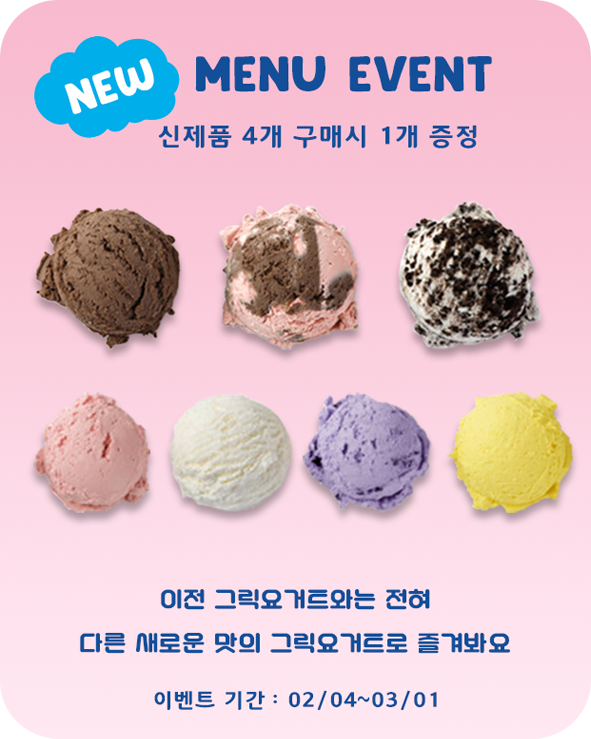 NEW MENU EVENT
신제품 4개 구매시 1개 증정
이전 그릭요거트와는 전혀
다른 새로운 맛의 그릭요거트로 즐겨봐요
이벤트 기간 : 02/04~03/01